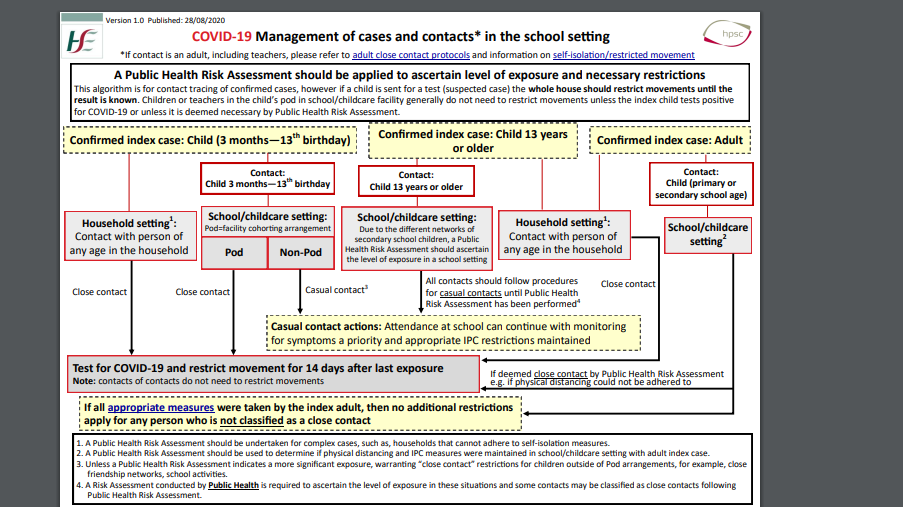 Version 1.0 Published: 28/08/2020
COVID-19 Management of cases and contacts* in the school setting
hpsc
*If contact is an adult, including teachers, please refer to adult close contact protocols and information on self-isolation/restricted movement
A Public Health Risk Assessment should be applied to ascertain level of exposure and necessary restrictions
This algorithm is for contact tracing of confirmed cases, however if a child is sent for a test (suspected case) the whole house should restrict movements until the
result is known. Children or teachers in the child's pod in school/childcare facility generally do not need to restrict movements unless the index child tests positive
for COVID-19 or unless it is deemed necessary by Public Health Risk Assessment.
Confirmed index case: Child (3 months—13th birthday)
Confirmed index case: Child 13 years
or older
Confirmed index case: Adult
Contact:
Child 3 months—13th birthday
Contact:
Child 13 years or older
Contact:
Child (primary or
secondary school age)
Household setting1:
Contact with person of
any age in the household
School/childcare setting:
Pod=facility cohorting arrangement
Pod
Non-Pod
School/childcare setting:
Due to the different networks of
secondary school children, a Public
Health Risk Assessment should ascertain
the level of exposure in a school setting
Household setting1:
Contact with person of
any age in the household
School/childcare
setting2
Close contact
Close contact
Casual contact3
All contacts should follow procedures
for casual contacts until Public Health
Risk Assessment has been performed4
Close contact
Casual contact actions: Attendance at school can continue with monitoring
for symptoms a priority and appropriate IPC restrictions maintained
Test for COVID-19 and restrict movement for 14 days after last exposure
Note: contacts of contacts do not need to restrict movements
If deemed close contact by Public Health Risk Assessment
e.g. if physical distancing could not be adhered to
If all appropriate measures were taken by the index adult, then no additional restrictions
apply for any person who is not classified as a close contact
1. A Public Health Risk Assessment should be undertaken for complex cases, such as, households that cannot adhere to self-isolation measures.
2. A Public Health Risk Assessment should be used to determine if physical distancing and IPC measures were maintained in school/childcare setting with adult index case.
3. Unless a Public Health Risk Assessment indicates a more significant exposure, warranting "close contact" restrictions for children outside of Pod arrangements, for example, close
friendship networks, school activities.
4. A Risk Assessment conducted by Public Health is required to ascertain the level of exposure in these situations and some contacts may be classified as close contacts following
Public Health Risk Assessment.